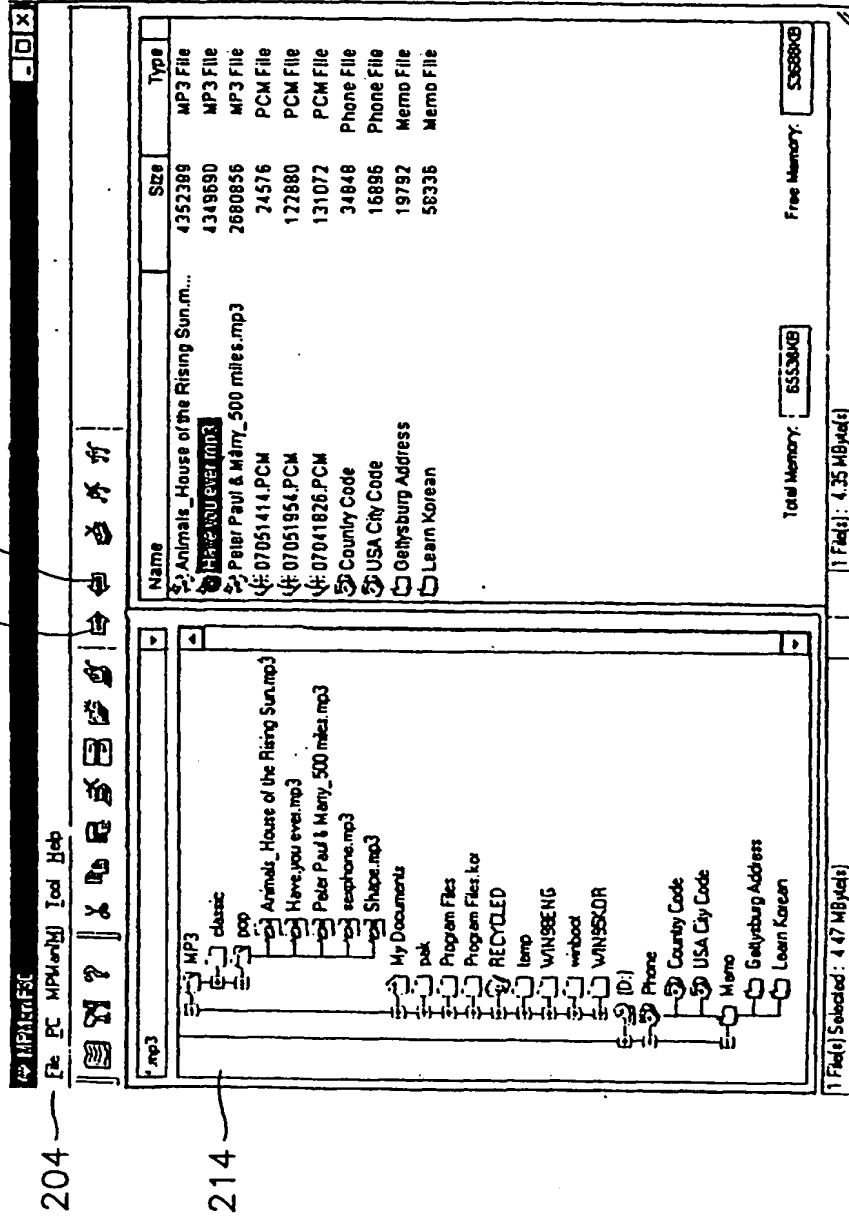 204
File PC MPMan(M) Tool Help
214
*.mp3
MP3
classic
pop
Animals_House of the Rising Sun.mp3
Have.you ever.mp3
Peter Paul & Marry_500 miles.mp3
Shape.mp3
My Documents
pak
Program Files
Program Files.kor
RECYCLED
temp
WIN98ENG
winboot
WIN95KOR
(D:)
Phone
Country Code
USA City Code
Memo
Gettysburg Address
Learn Korean
1 File(s) Selected: 4.47 MByte(s)
Name Size Type
Animals_House of the Rising Sun.m... 4352399 MP3 File
Have.you ever.mp3 4349690 MP3 File
Peter Paul & Marry_500 miles.mp3 2680856 MP3 File
07051414.PCM 24576 PCM File
07051954.PCM 122880 PCM File
07041826.PCM 131072 PCM File
Country Code 34848 Phone File
USA City Code 16896 Phone File
Gettysburg Address 19792 Memo File
Learn Korean 58336 Memo File
Total Memory: 65536KB Free Memory: 53688KB
1 File(s): 4.35 MByte(s)